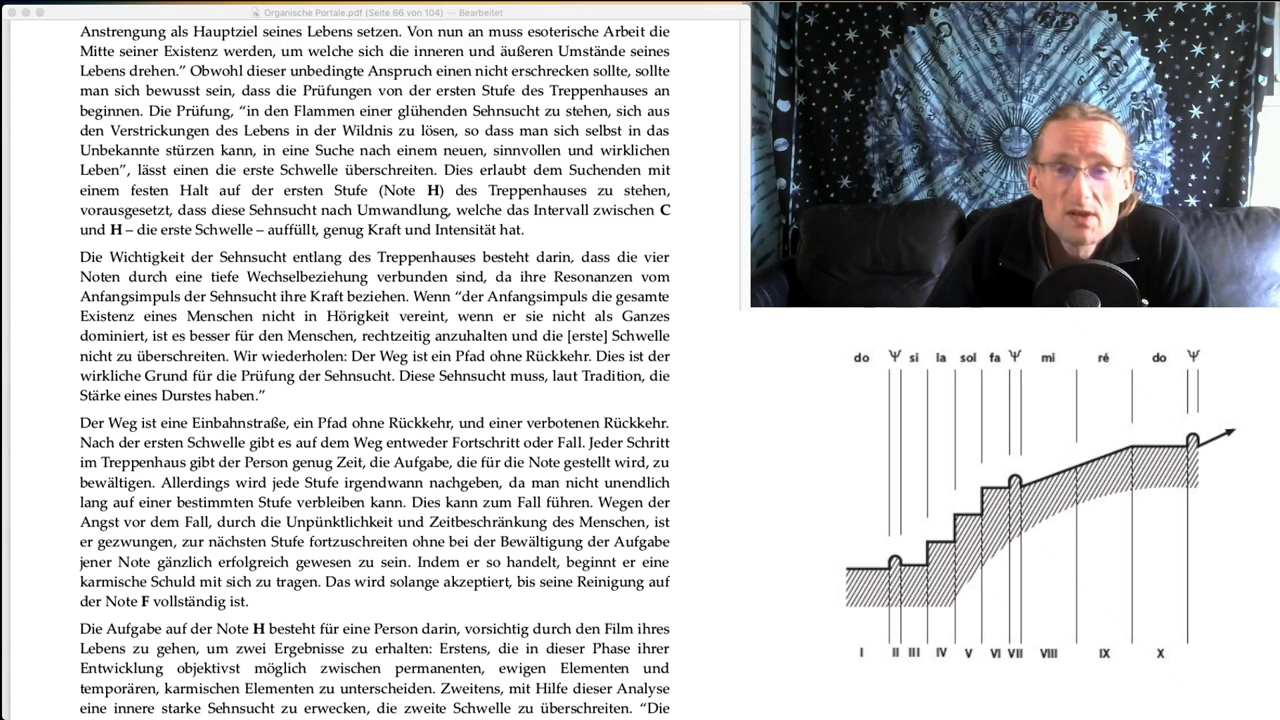 Organische Portale.pdf (Seite 66 von 104) — Bearbeitet
Anstrengung als Hauptziel seines Lebens setzen. Von nun an muss esoterische Arbeit die
Mitte seiner Existenz werden, um welche sich die inneren und äußeren Umstände seines
Lebens drehen.” Obwohl dieser unbedingte Anspruch einen nicht erschrecken sollte, sollte
man sich bewusst sein, dass die Prüfungen von der ersten Stufe des Treppenhauses an
beginnen. Die Prüfung, “in den Flammen einer glühenden Sehnsucht zu stehen, sich aus
den Verstrickungen des Lebens in der Wildnis zu lösen, so dass man sich selbst in das
Unbekannte stürzen kann, in eine Suche nach einem neuen, sinnvollen und wirklichen
Leben”, lässt einen die erste Schwelle überschreiten. Dies erlaubt dem Suchenden mit
einem festen Halt auf der ersten Stufe (Note H) des Treppenhauses zu stehen,
vorausgesetzt, dass diese Sehnsucht nach Umwandlung, welche das Intervall zwischen C
und H – die erste Schwelle – auffüllt, genug Kraft und Intensität hat.
Die Wichtigkeit der Sehnsucht entlang des Treppenhauses besteht darin, dass die vier
Noten durch eine tiefe Wechselbeziehung verbunden sind, da ihre Resonanzen vom
Anfangsimpuls der Sehnsucht ihre Kraft beziehen. Wenn “der Anfangsimpuls die gesamte
Existenz eines Menschen nicht in Hörigkeit vereint, wenn er sie nicht als Ganzes
dominiert, ist es besser für den Menschen, rechtzeitig anzuhalten und die [erste] Schwelle
nicht zu überschreiten. Wir wiederholen: Der Weg ist ein Pfad ohne Rückkehr. Dies ist der
wirkliche Grund für die Prüfung der Sehnsucht. Diese Sehnsucht muss, laut Tradition, die
Stärke eines Durstes haben.”
Der Weg ist eine Einbahnstraße, ein Pfad ohne Rückkehr, und einer verbotenen Rückkehr.
Nach der ersten Schwelle gibt es auf dem Weg entweder Fortschritt oder Fall. Jeder Schritt
im Treppenhaus gibt der Person genug Zeit, die Aufgabe, die für die Note gestellt wird, zu
bewältigen. Allerdings wird jede Stufe irgendwann nachgeben, da man nicht unendlich
lang auf einer bestimmten Stufe verbleiben kann. Dies kann zum Fall führen. Wegen der
Angst vor dem Fall, durch die Unpünktlichkeit und Zeitbeschränkung des Menschen, ist
er gezwungen, zur nächsten Stufe fortzuschreiten ohne bei der Bewältigung der Aufgabe
jener Note gänzlich erfolgreich gewesen zu sein. Indem er so handelt, beginnt er eine
karmische Schuld mit sich zu tragen. Das wird solange akzeptiert, bis seine Reinigung auf
der Note F vollständig ist.
Die Aufgabe auf der Note H besteht für eine Person darin, vorsichtig durch den Film ihres
Lebens zu gehen, um zwei Ergebnisse zu erhalten: Erstens, die in dieser Phase ihrer
Entwicklung objektivst möglich zwischen permanenten, ewigen Elementen und
temporären, karmischen Elementen zu unterscheiden. Zweitens, mit Hilfe dieser Analyse
eine innere starke Sehnsucht zu erwecken, die zweite Schwelle zu überschreiten. “Die
do Ψ si la sol fa Ψ mi ré do Ψ
I II III IV V VI VII VIII IX X